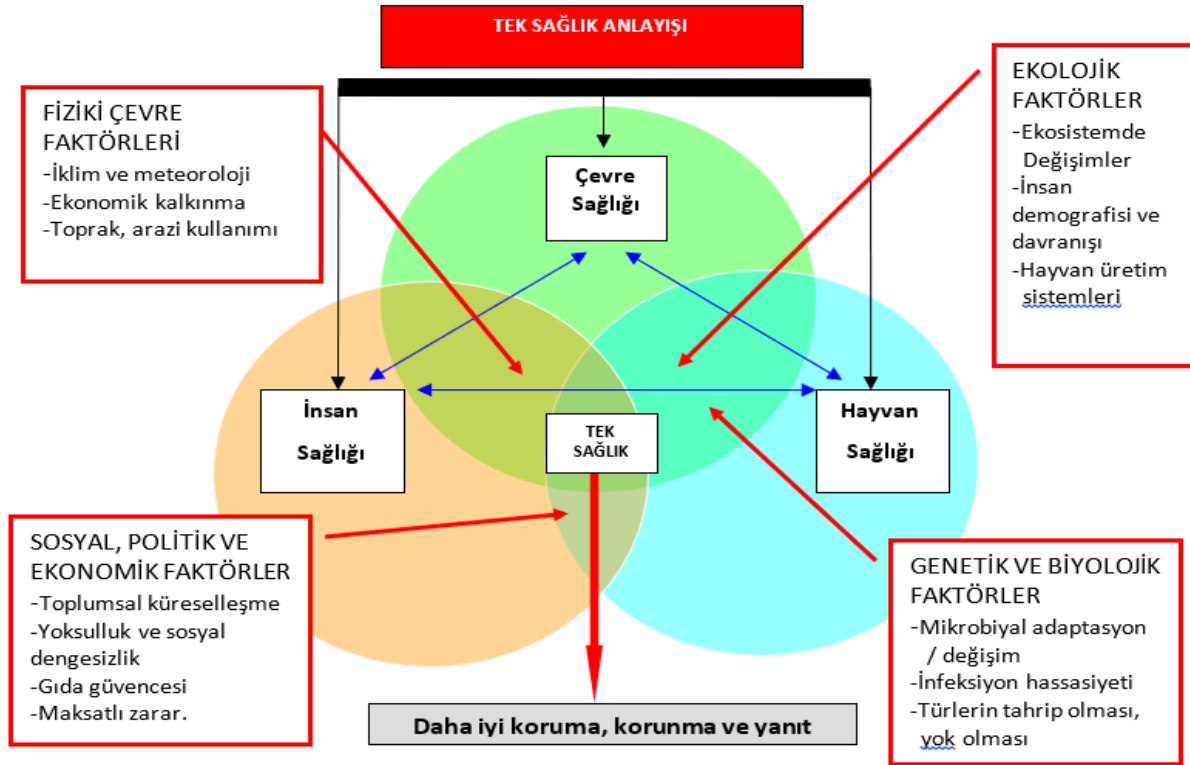 TEK SAĞLIK ANLAYIŞI
FİZİKİ ÇEVRE
FAKTÖRLERİ
-İklim ve meteoroloji
-Ekonomik kalkınma
-Toprak, arazi kullanımı
EKOLOJİK
FAKTÖRLER
-Ekosistemde
Değişimler
-İnsan
demografisi ve
davranışı
-Hayvan üretim
sistemleri
Çevre
Sağlığı
İnsan
Sağlığı
TEK
SAĞLIK
Hayvan
Sağlığı
SOSYAL, POLİTİK VE
EKONOMİK FAKTÖRLER
-Toplumsal küreselleşme
-Yoksulluk ve sosyal
dengesizlik
-Gıda güvencesi
-Maksatlı zarar.
GENETİK VE BİYOLOJİK
FAKTÖRLER
-Mikrobiyal adaptasyon
/ değişim
-İnfeksiyon hassasiyeti
-Türlerin tahrip olması,
yok olması
Daha iyi koruma, korunma ve yanıt